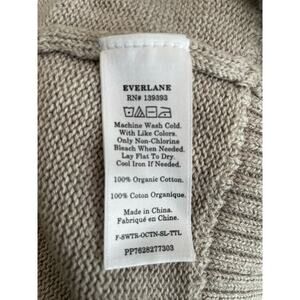 EVERLANE
RN# 139393
Machine Wash Cold.
With Like Colors.
Only Non-Chlorine
Bleach When Needed.
Lay Flat To Dry.
Cool Iron If Needed.
100% Organic Cotton.
100% Coton Organique.
Made in China.
Fabriqué en Chine.
F-SWTR-OCTN-SL-TTL
PP7628277303